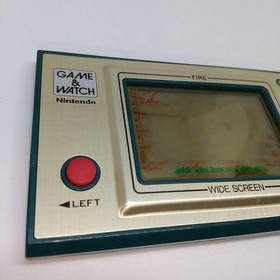 GAME
&
WATCH
Nintendo
FIRE
WIDE SCREEN
◄LEFT